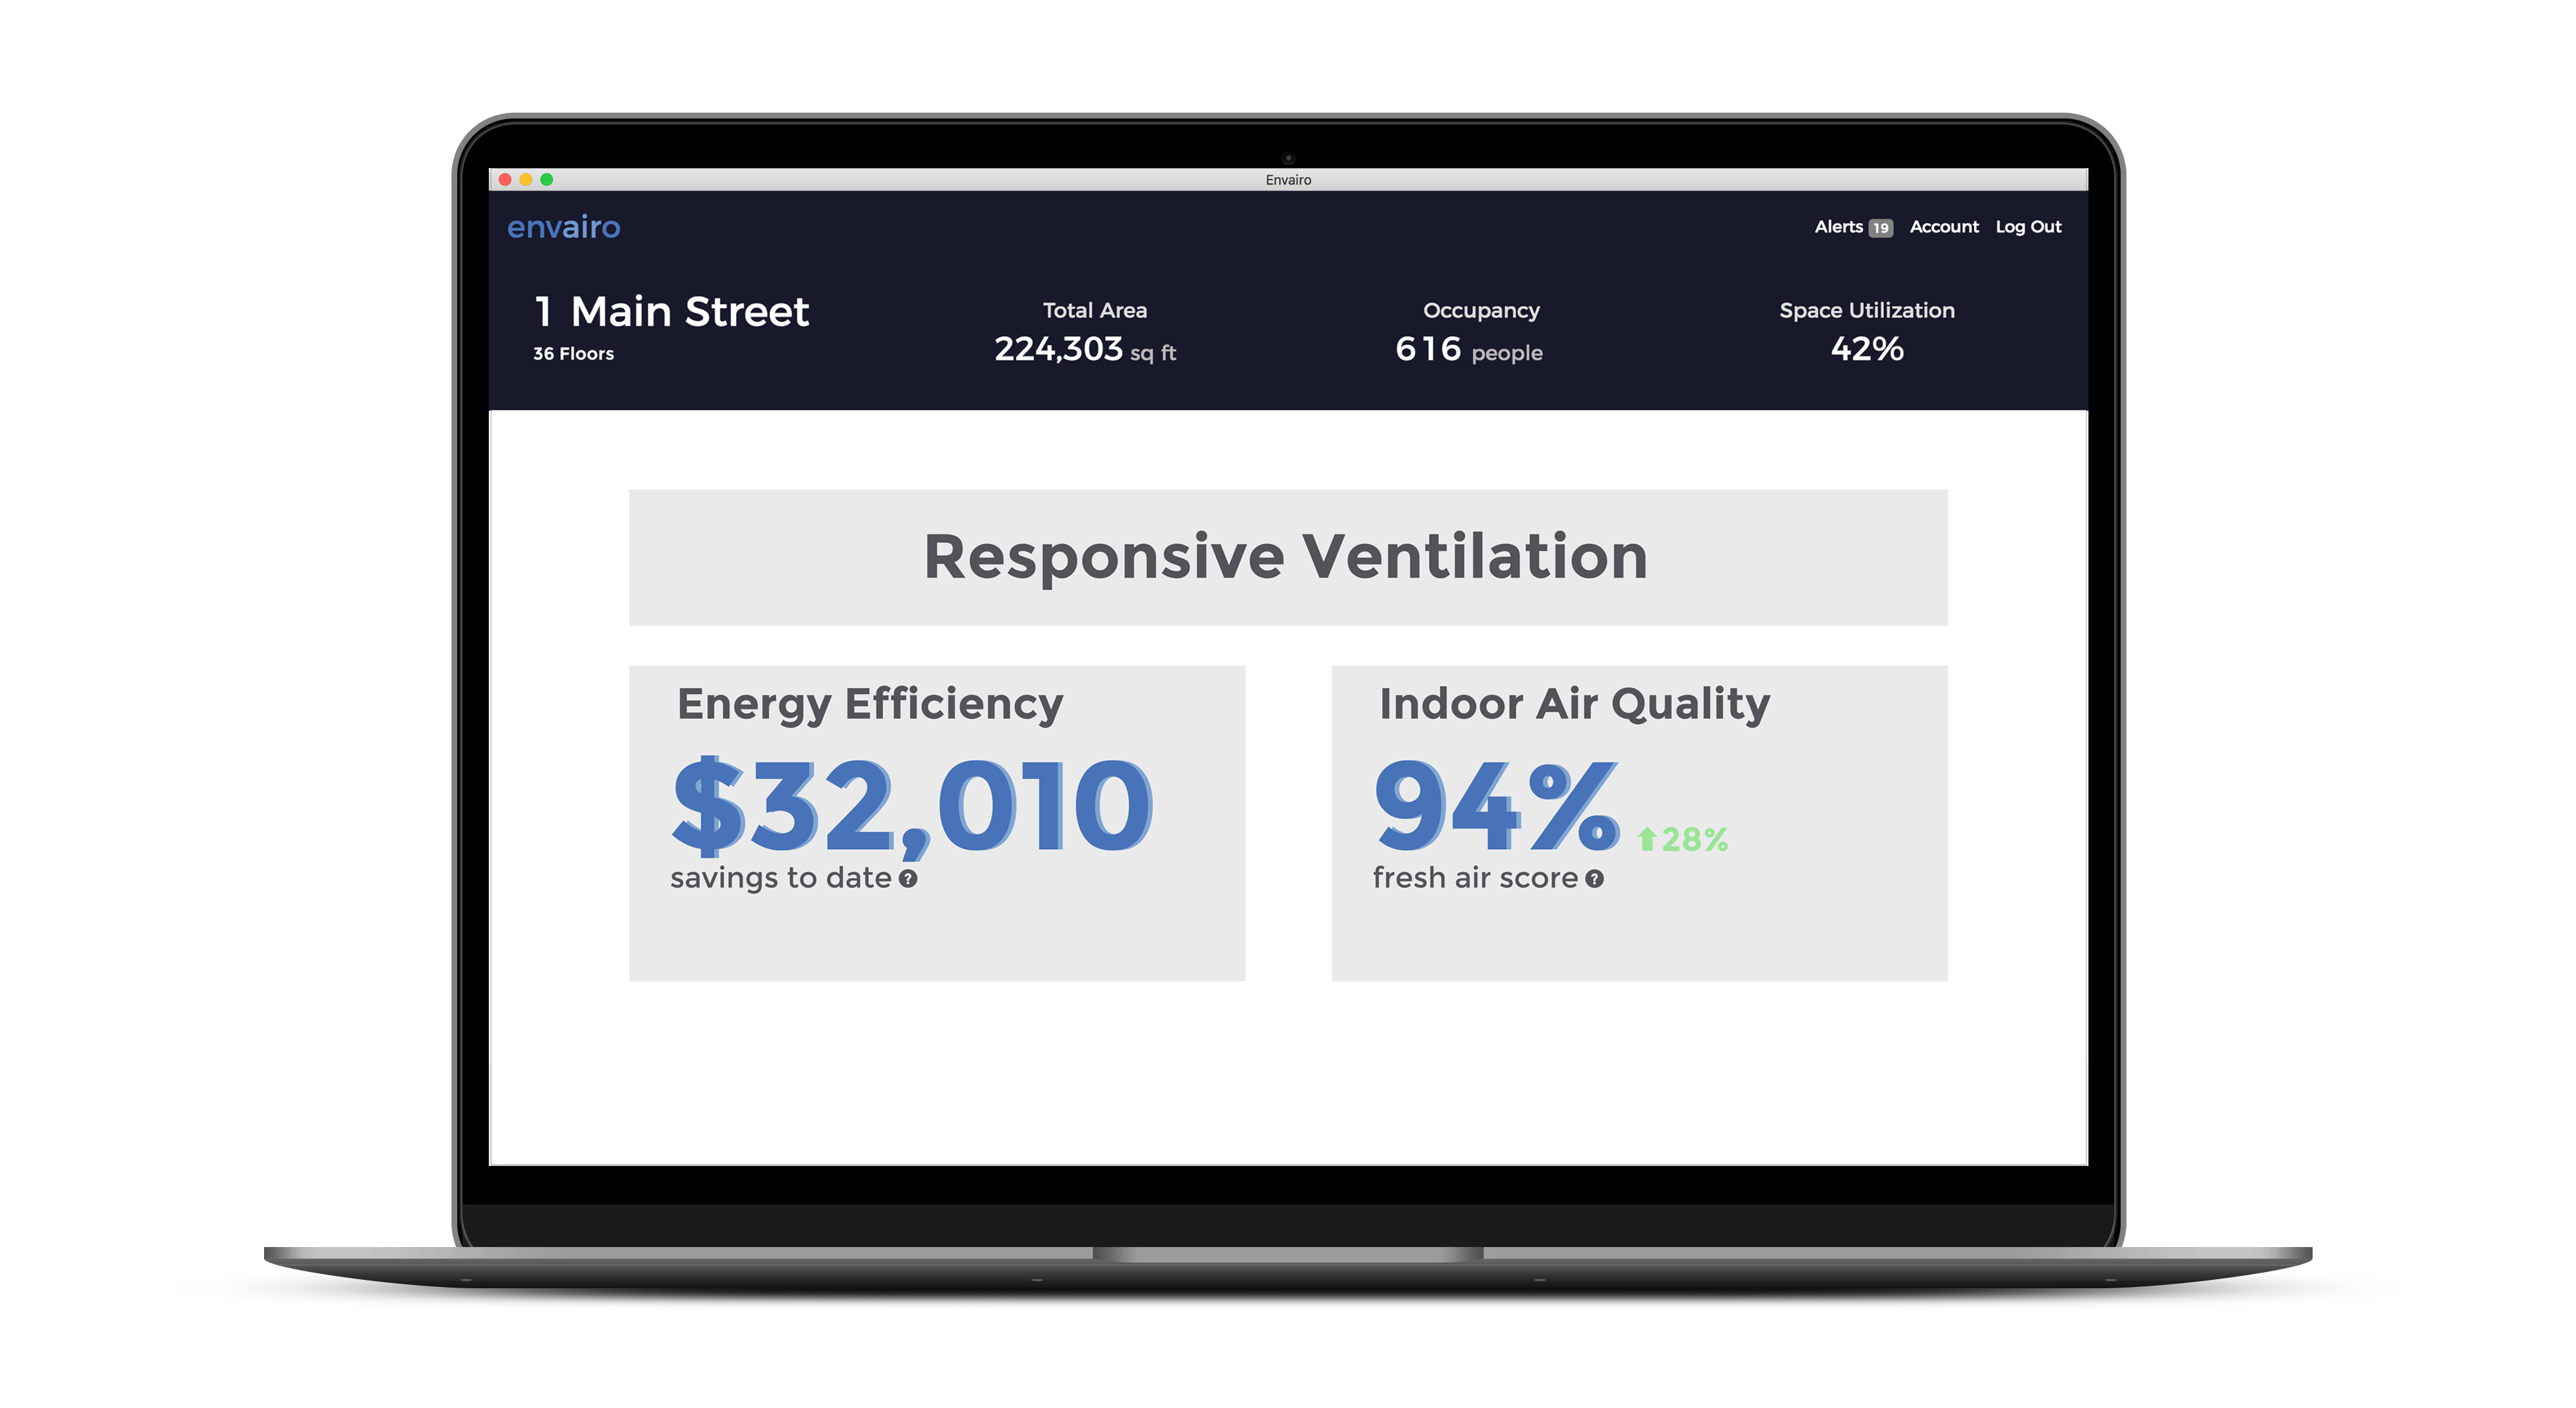 Envairo
envairo
Alerts 19 Account Log Out
1 Main Street
36 Floors
Total Area
224,303 sq ft
Occupancy
616 people
Space Utilization
42%
Responsive Ventilation
Energy Efficiency
$32,010
savings to date ?
Indoor Air Quality
94% ⬆28%
fresh air score ?